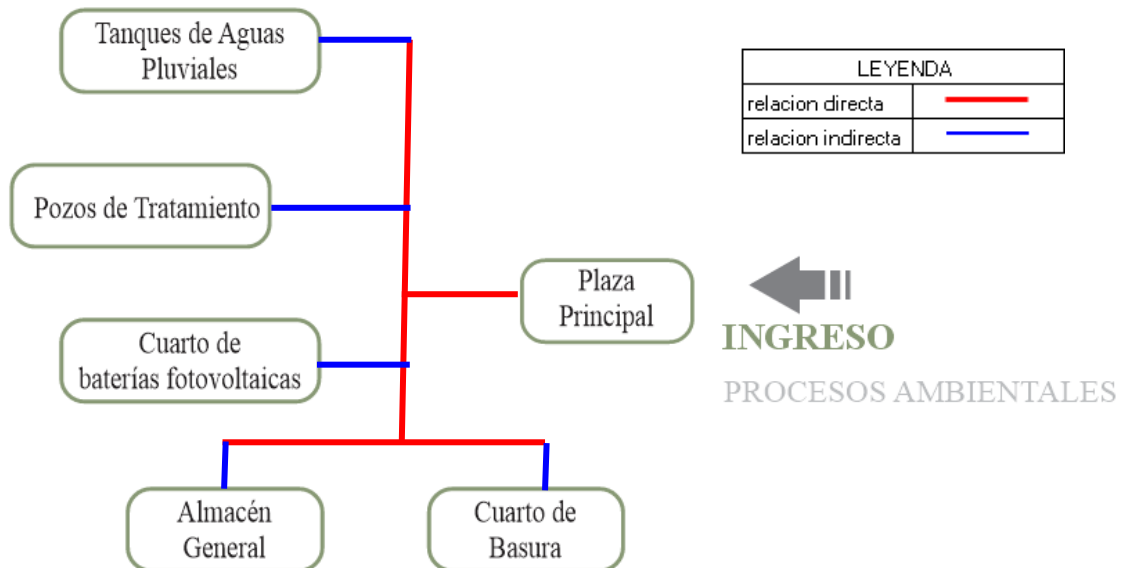 Tanques de Aguas
Pluviales
LEYENDA
relacion directa
relacion indirecta
Pozos de Tratamiento
Plaza
Principal
INGRESO
PROCESOS AMBIENTALES
Cuarto de
baterías fotovoltaicas
Almacén
General
Cuarto de
Basura